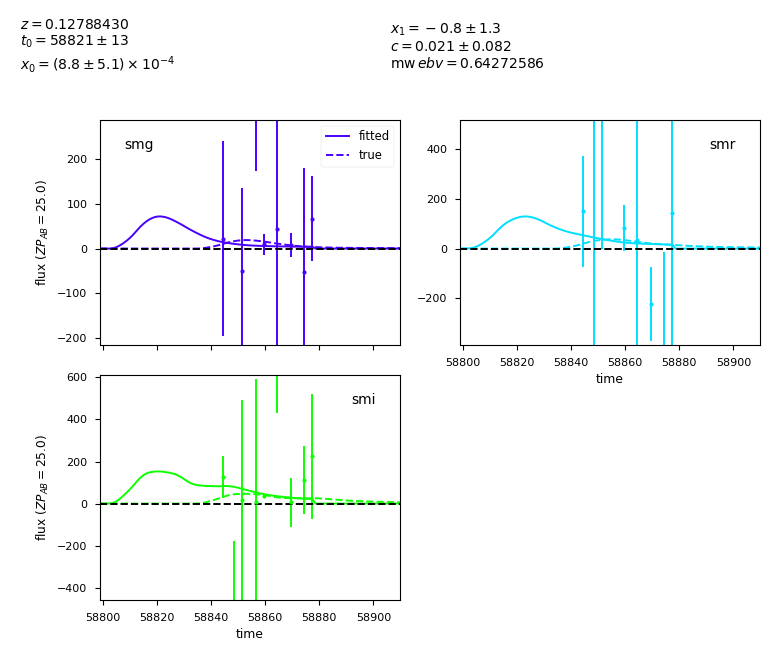 z = 0.12788430
t₀ = 58821 ± 13
x₀ = (8.8 ± 5.1) × 10⁻⁴
x₁ = −0.8 ± 1.3
c = 0.021 ± 0.082
mw ebv = 0.64272586
smg
fitted
true
200
100
0
−100
−200
flux (ZP_AB = 25.0)
smr
400
200
0
−200
58800 58820 58840 58860 58880 58900
time
smi
600
400
200
0
−200
−400
flux (ZP_AB = 25.0)
58800 58820 58840 58860 58880 58900
time